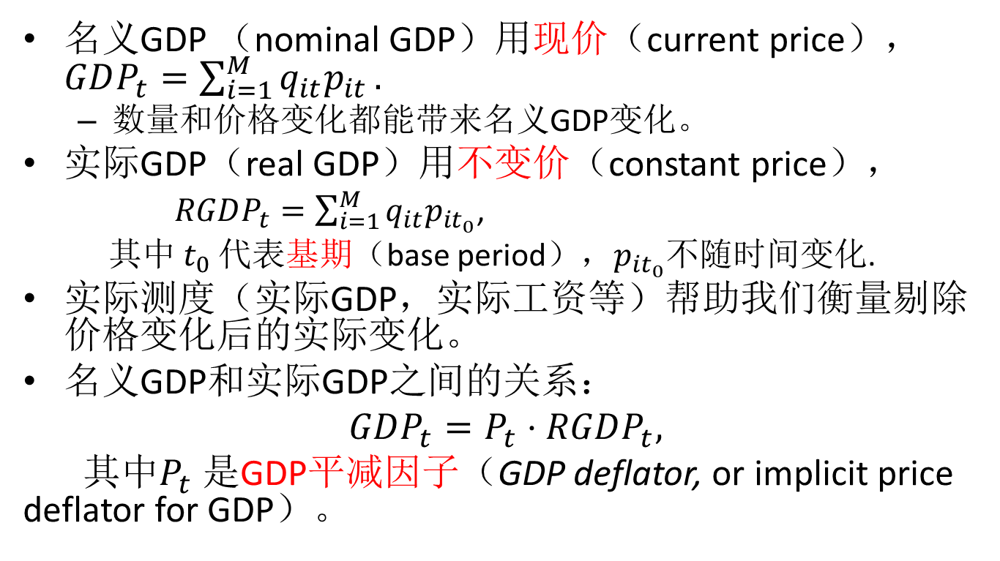 • 名义GDP （nominal GDP）用现价（current price），
$GDP_t = \sum_{i=1}^{M} q_{it} p_{it}$ .
– 数量和价格变化都能带来名义GDP变化。
• 实际GDP（real GDP）用不变价（constant price），
$RGDP_t = \sum_{i=1}^{M} q_{it} p_{it_0}$,
其中 $t_0$ 代表基期（base period），$p_{it_0}$不随时间变化.
• 实际测度（实际GDP，实际工资等）帮助我们衡量剔除
价格变化后的实际变化。
• 名义GDP和实际GDP之间的关系：
$GDP_t = P_t \cdot RGDP_t$,
其中$P_t$ 是GDP平减因子（GDP deflator, or implicit price
deflator for GDP）。